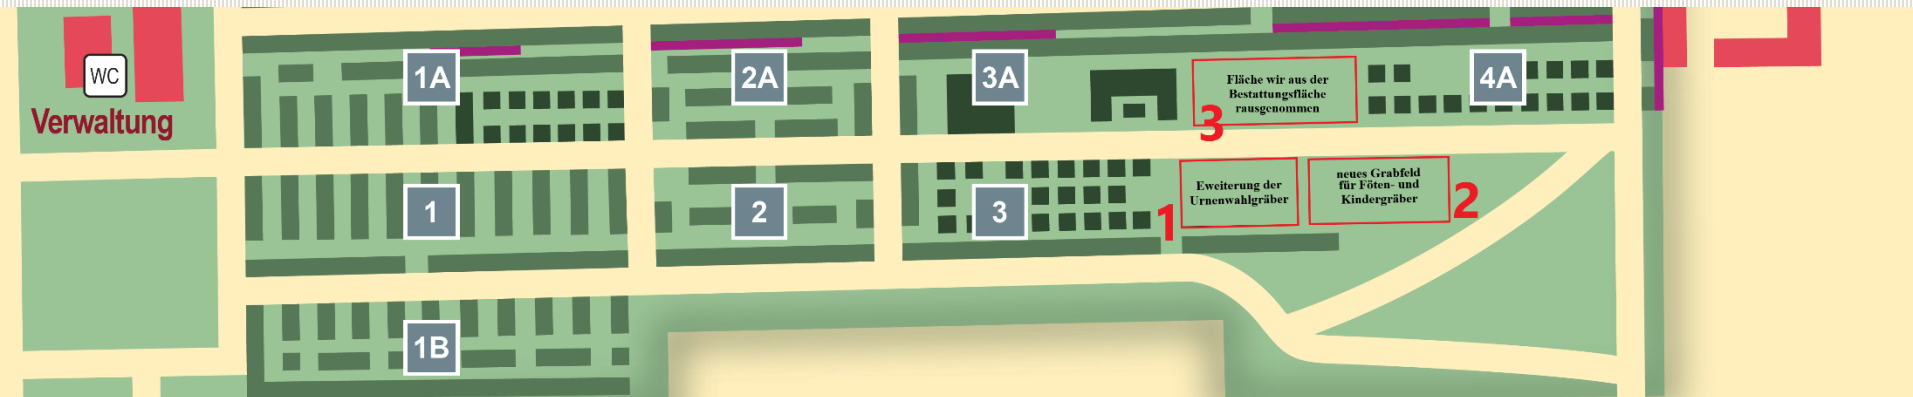 WC
Verwaltung
1A
2A
3A
4A
Fläche wir aus der
Bestattungsfläche
rausgenommen
3
1
2
3
1
Eweiterung der
Urnenwahlgräber
neues Grabfeld
für Föten- und
Kindergräber
2
1B